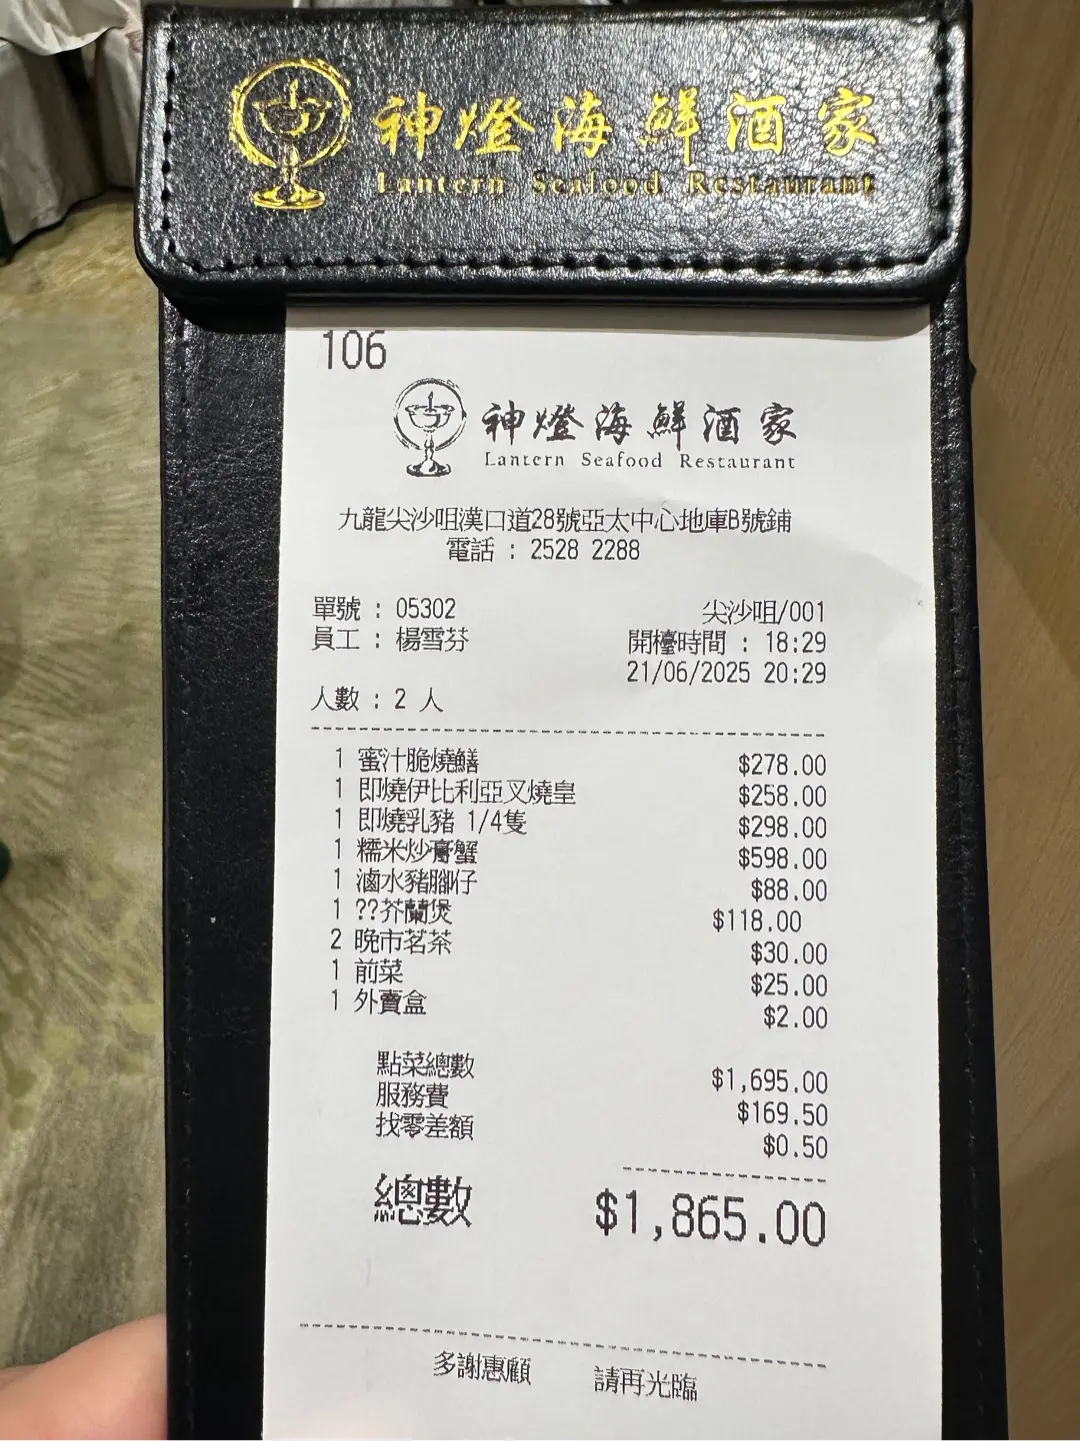 神燈海鮮酒家
Lantern Seafood Restaurant
106
神燈海鮮酒家
Lantern Seafood Restaurant
九龍尖沙咀漢口道28號亞太中心地庫B號鋪
電話 : 2528 2288
單號 : 05302 尖沙咀/001
員工 : 楊雪芬 開檯時間 : 18:29
21/06/2025 20:29
人數 : 2 人
1 蜜汁脆燒鱔 $278.00
1 即燒伊比利亞叉燒皇 $258.00
1 即燒乳豬 1/4隻 $298.00
1 糯米炒膏蟹 $598.00
1 滷水豬腳仔 $88.00
1 ??芥蘭煲 $118.00
2 晚市茗茶 $30.00
1 前菜 $25.00
1 外賣盒 $2.00
點菜總數 $1,695.00
服務費 $169.50
找零差額 $0.50
總數 $1,865.00
多謝惠顧 請再光臨